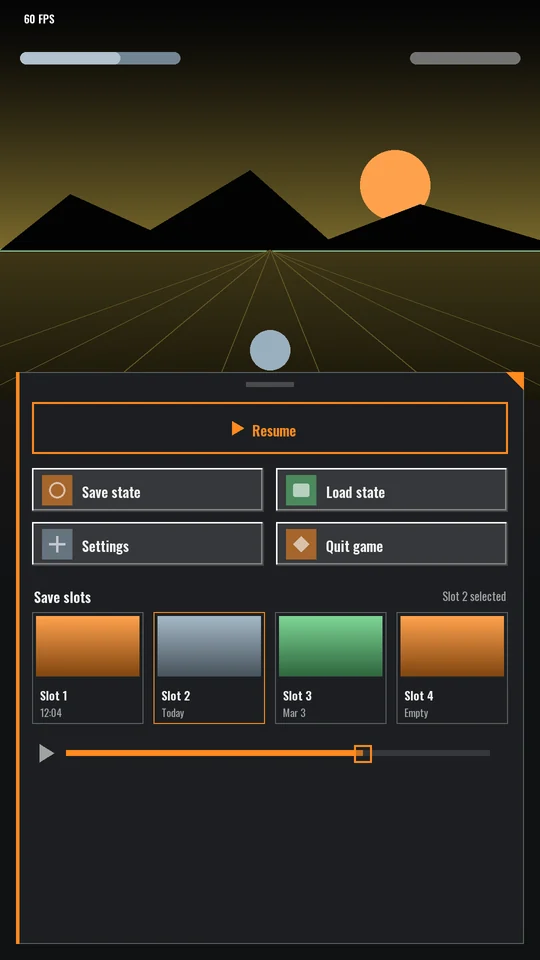 60 FPS
Resume
Save state
Load state
Settings
Quit game
Save slots
Slot 2 selected
Slot 1
12:04
Slot 2
Today
Slot 3
Mar 3
Slot 4
Empty